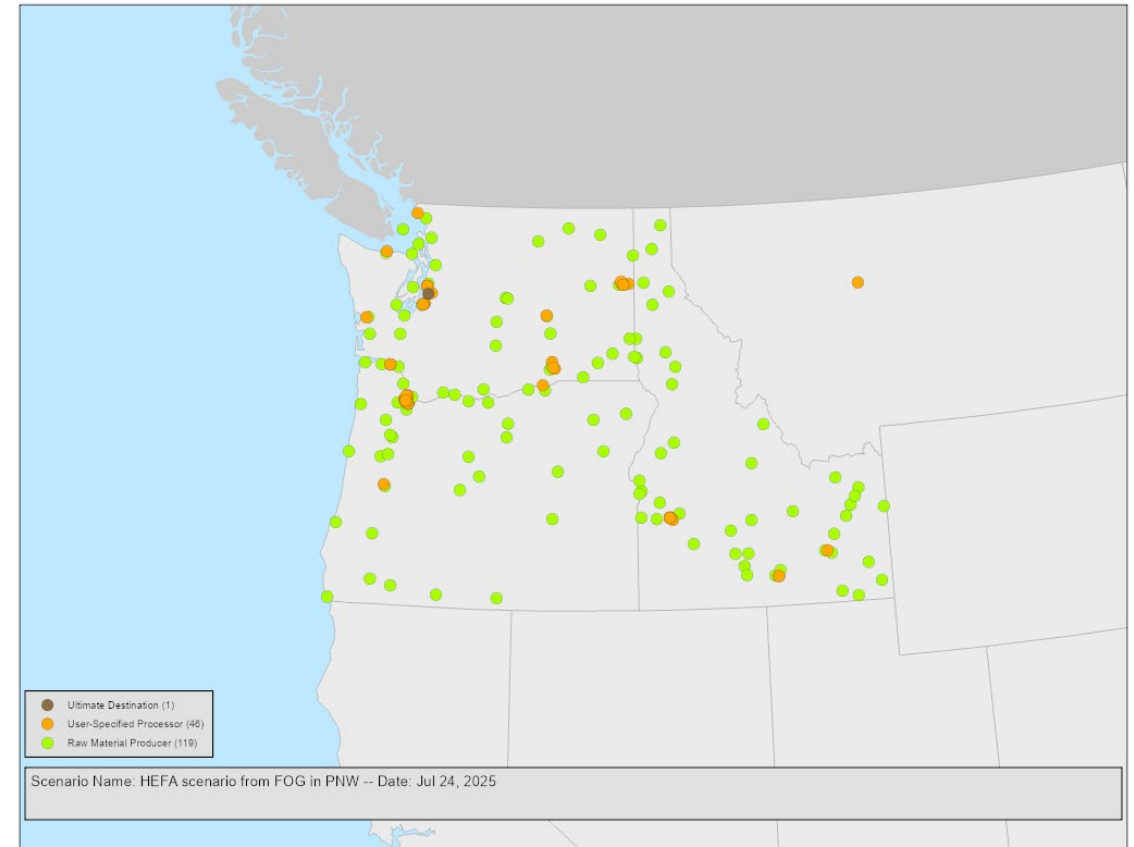 Ultimate Destination (1)
User-Specified Processor (46)
Raw Material Producer (119)
Scenario Name: HEFA scenario from FOG in PNW -- Date: Jul 24, 2025